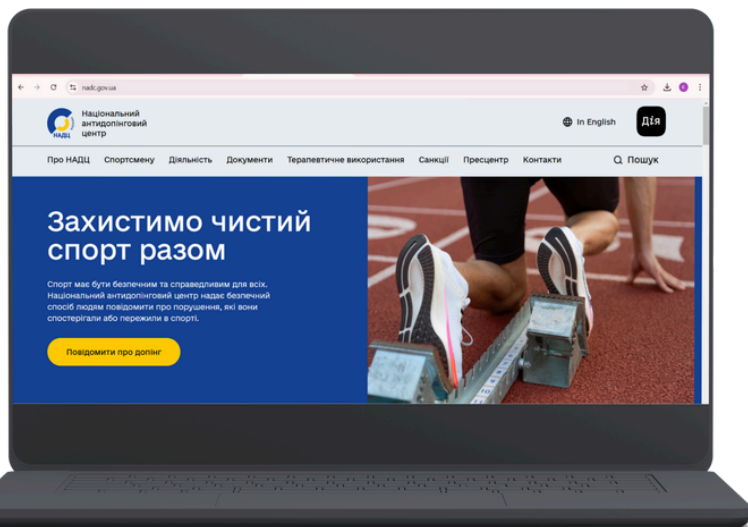 nadc.gov.ua
НАДЦ
Національний
антидопінговий
центр
In English
Дія
Про НАДЦ Спортсмену Діяльність Документи Терапевтичне використання Санкції Пресцентр Контакти Пошук
Захистимо чистий
спорт разом
Спорт має бути безпечним та справедливим для всіх.
Національний антидопінговий центр надає безпечний
спосіб людям повідомити про порушення, які вони
спостерігали або пережили в спорті.
Повідомити про допінг